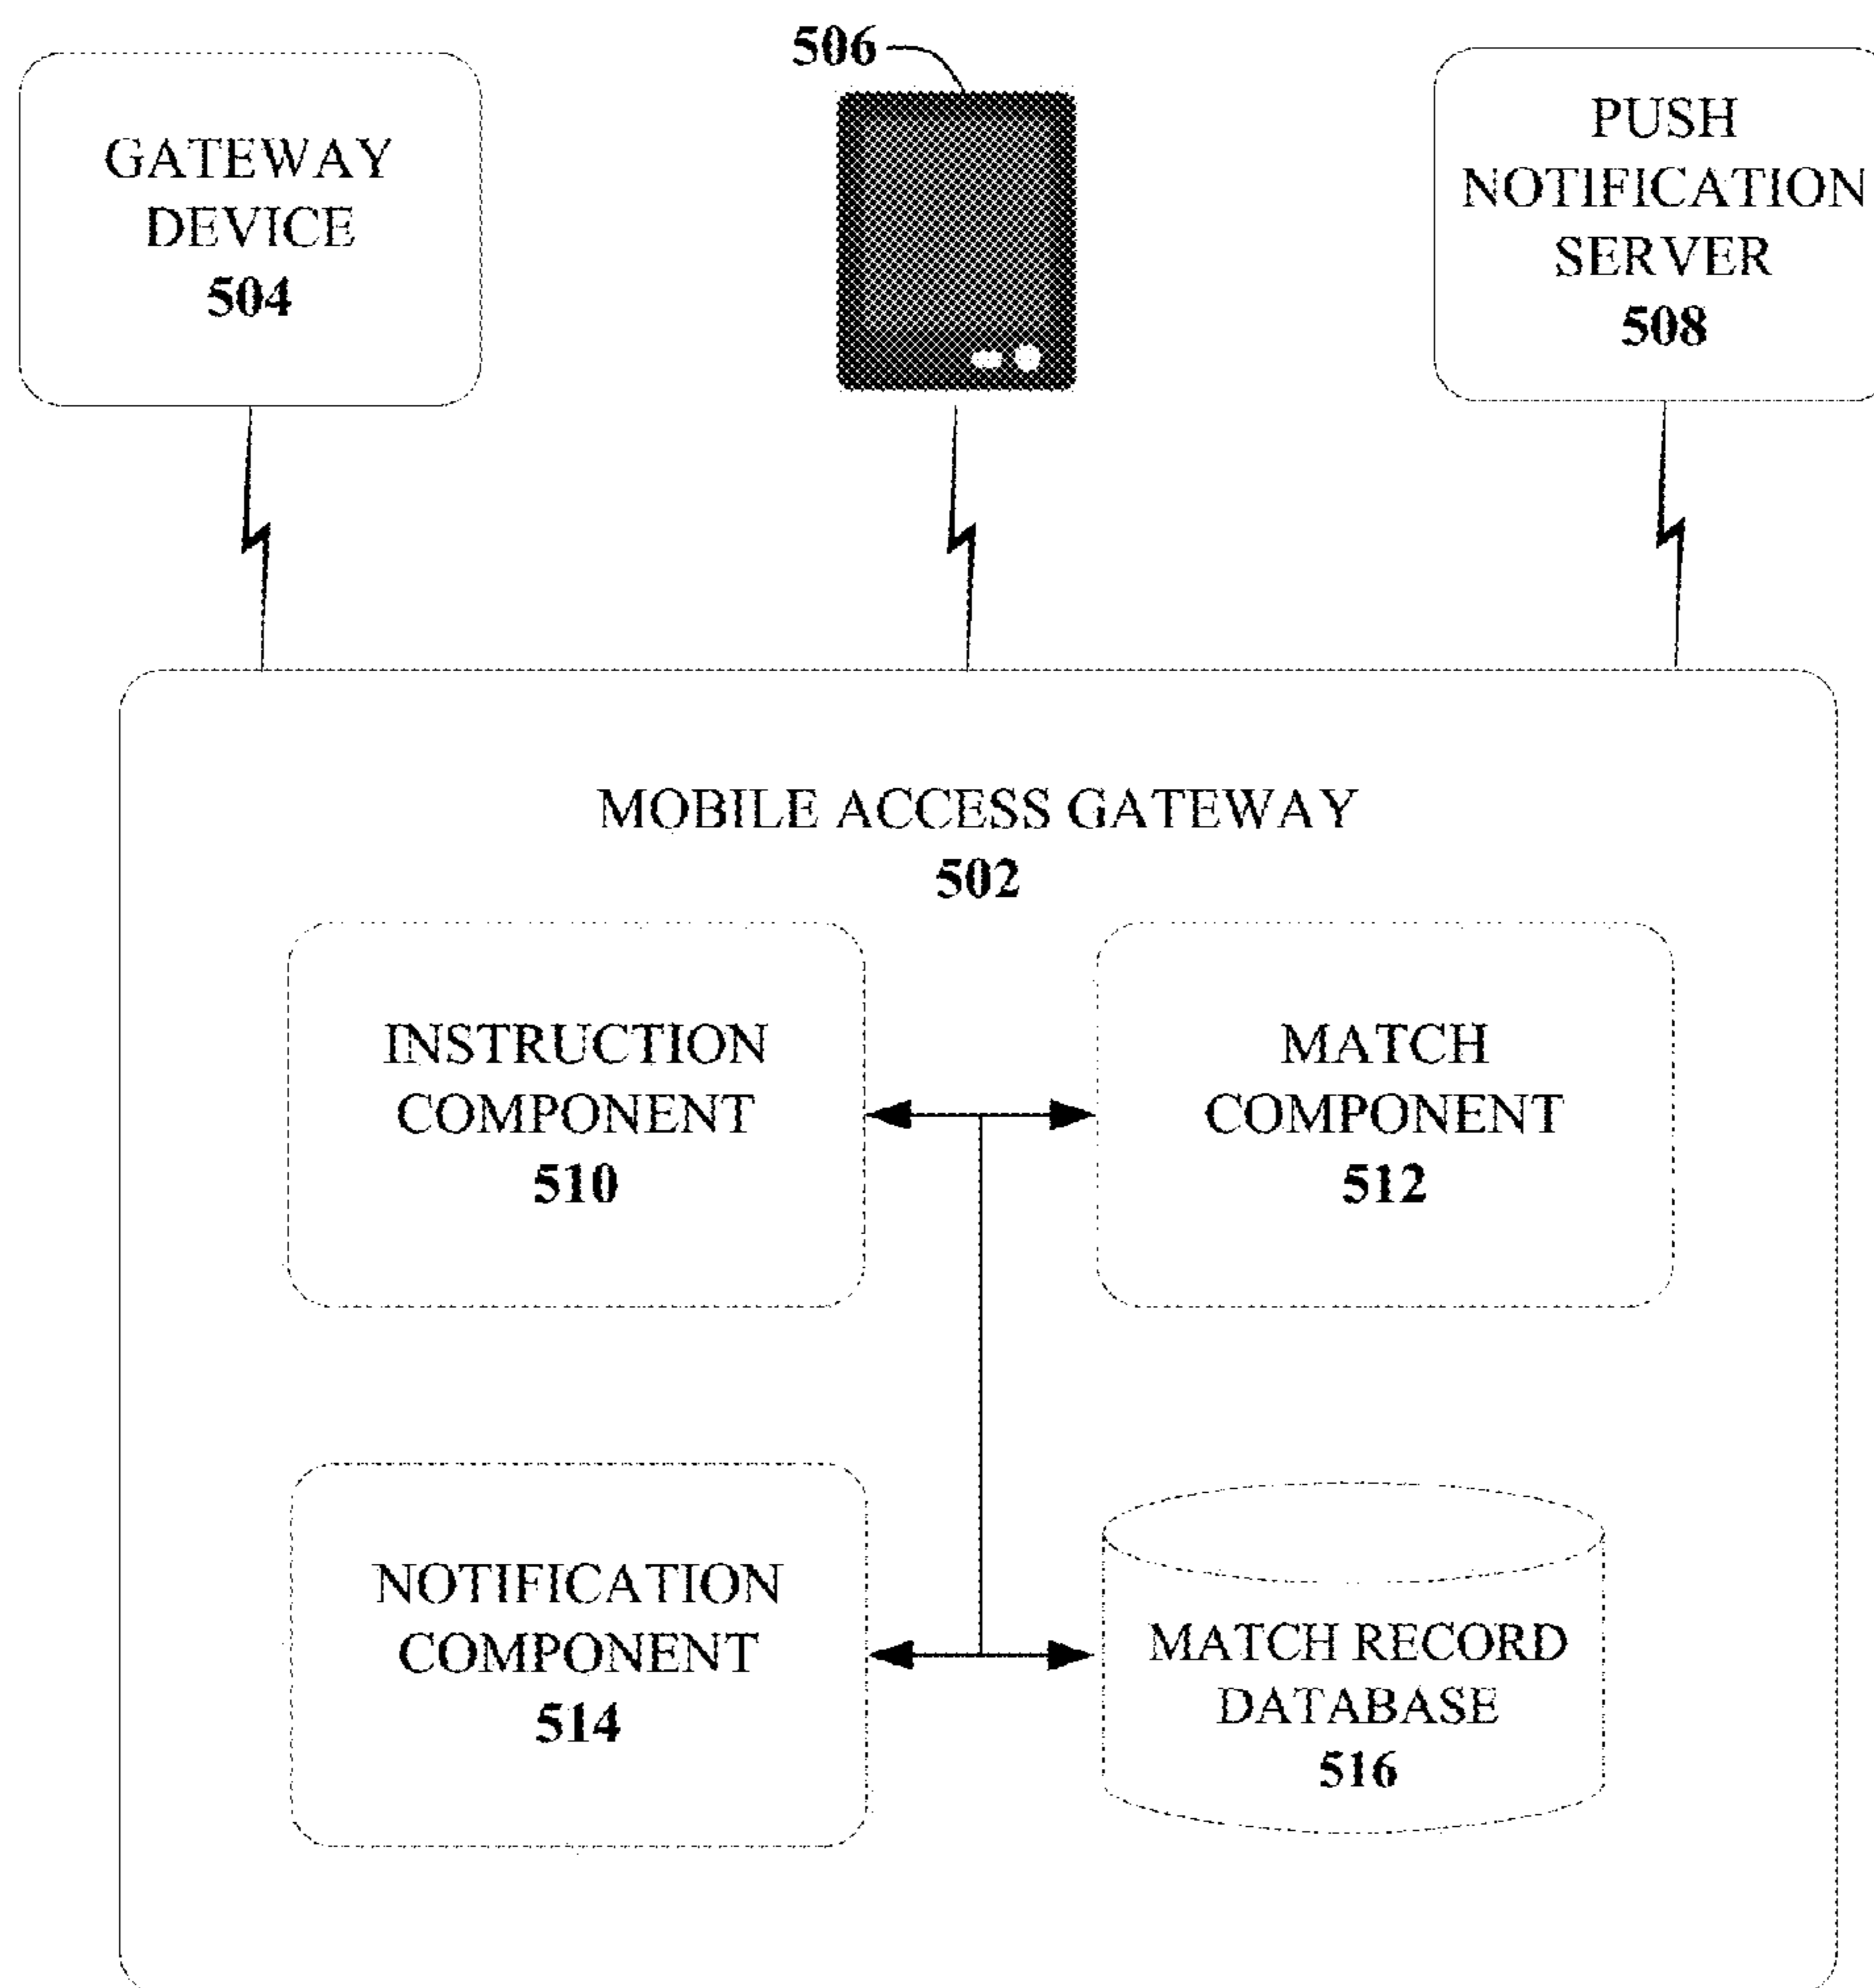 GATEWAY
DEVICE
504
506
PUSH
NOTIFICATION
SERVER
508
MOBILE ACCESS GATEWAY
502
INSTRUCTION
COMPONENT
510
MATCH
COMPONENT
512
NOTIFICATION
COMPONENT
514
MATCH RECORD
DATABASE
516